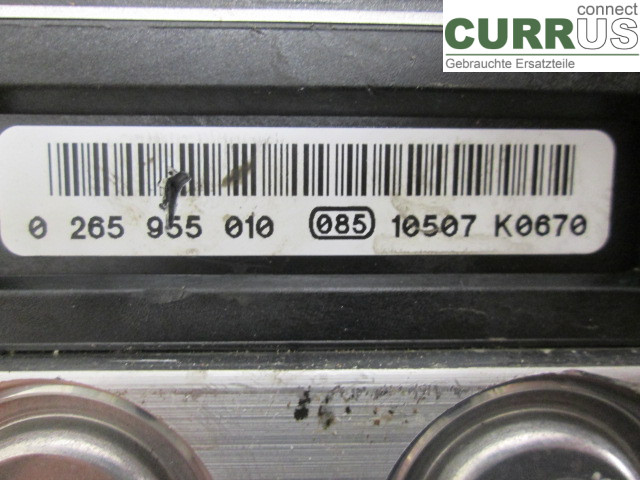 connect
CURRUS
Gebrauchte Ersatzteile
0 265 955 010 085 10507 K0670